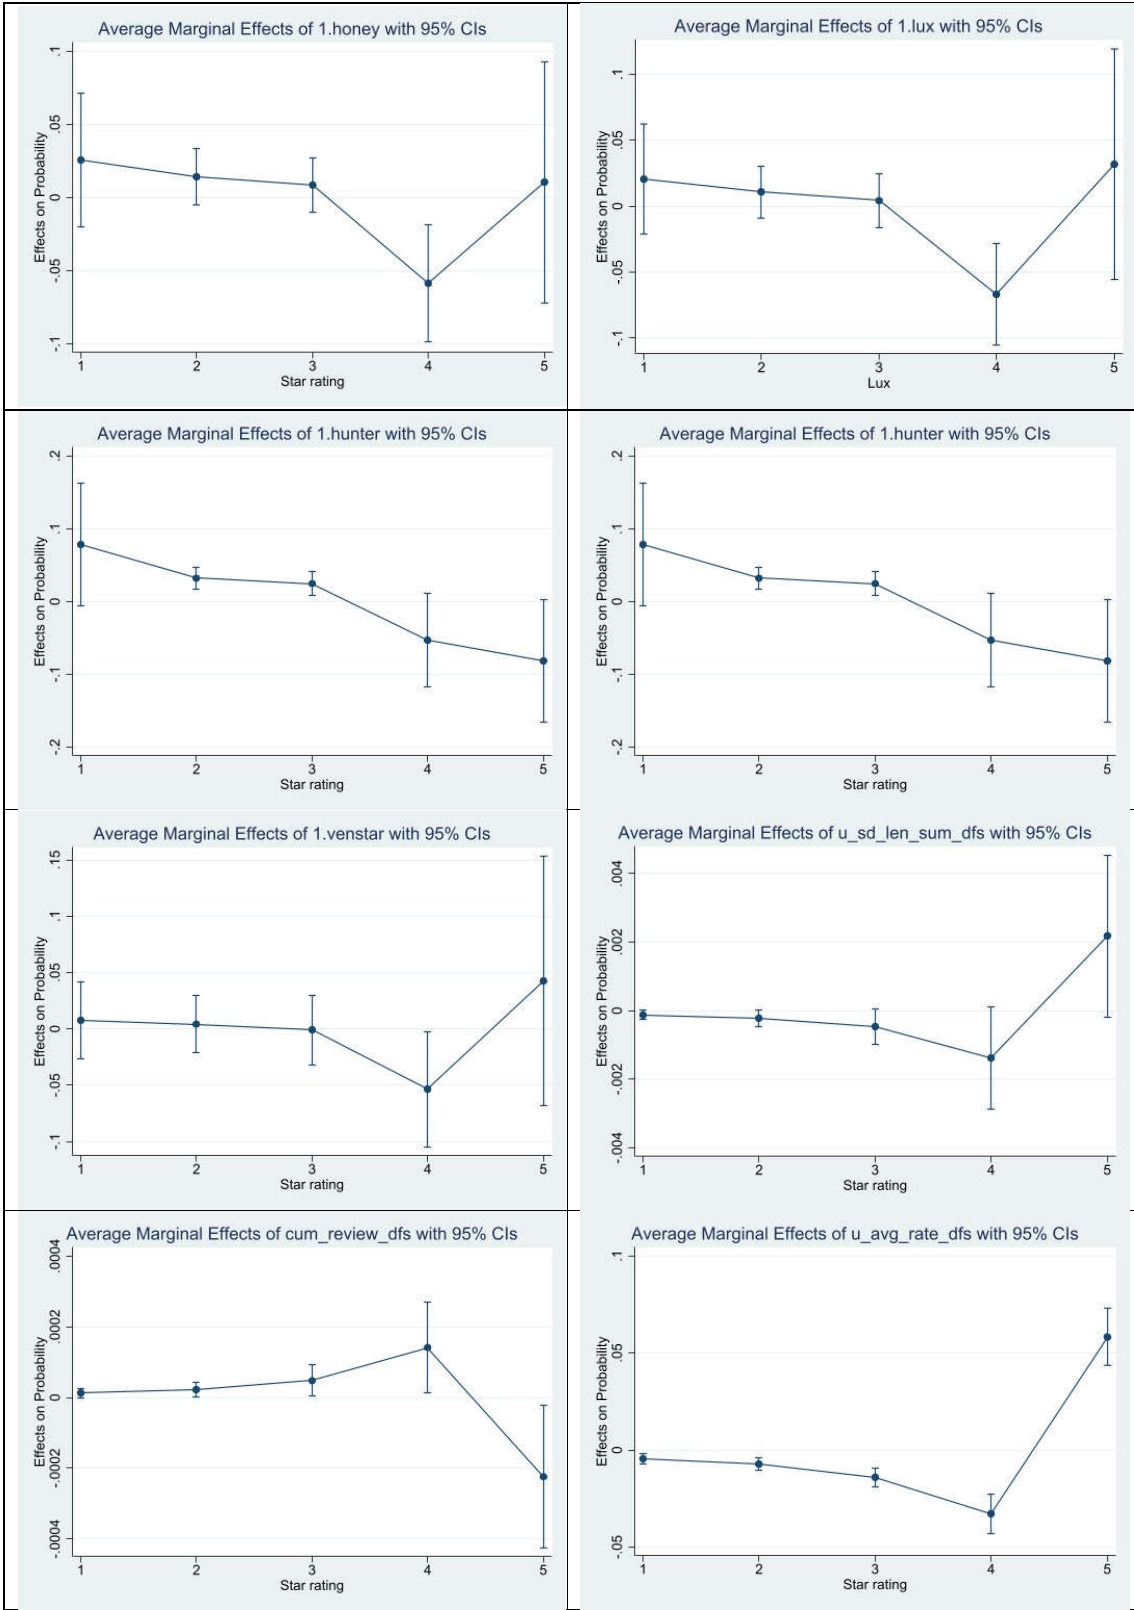 Average Marginal Effects of 1.honey with 95% CIs
Effects on Probability
.1
.05
0
-.05
-.1
1 2 3 4 5
Star rating
Average Marginal Effects of 1.lux with 95% CIs
Effects on Probability
.1
.05
0
-.05
-.1
1 2 3 4 5
Lux
Average Marginal Effects of 1.hunter with 95% CIs
Effects on Probability
.2
.1
0
-.1
-.2
1 2 3 4 5
Star rating
Average Marginal Effects of 1.hunter with 95% CIs
Effects on Probability
.2
.1
0
-.1
-.2
1 2 3 4 5
Star rating
Average Marginal Effects of 1.venstar with 95% CIs
Effects on Probability
.15
.1
.05
0
-.05
-.1
1 2 3 4 5
Star rating
Average Marginal Effects of u_sd_len_sum_dfs with 95% CIs
Effects on Probability
.004
.002
0
-.002
-.004
1 2 3 4 5
Star rating
Average Marginal Effects of cum_review_dfs with 95% CIs
Effects on Probability
.0004
.0002
0
-.0002
-.0004
1 2 3 4 5
Star rating
Average Marginal Effects of u_avg_rate_dfs with 95% CIs
Effects on Probability
.1
.05
0
-.05
1 2 3 4 5
Star rating